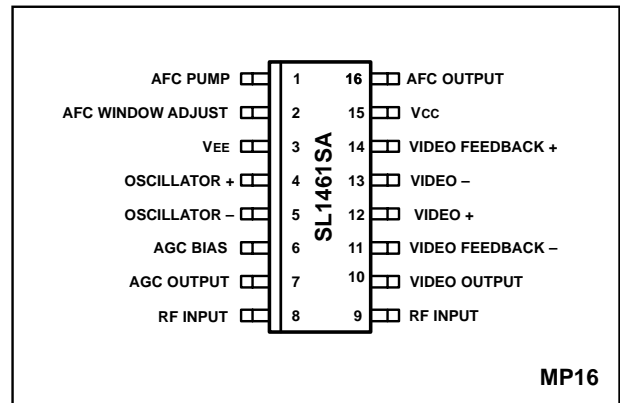 AFC PUMP 1 16 AFC OUTPUT
AFC WINDOW ADJUST 2 15 VCC
VEE 3 14 VIDEO FEEDBACK +
OSCILLATOR + 4 13 VIDEO –
OSCILLATOR – 5 12 VIDEO +
AGC BIAS 6 11 VIDEO FEEDBACK –
AGC OUTPUT 7 10 VIDEO OUTPUT
RF INPUT 8 9 RF INPUT
SL1461SA
MP16